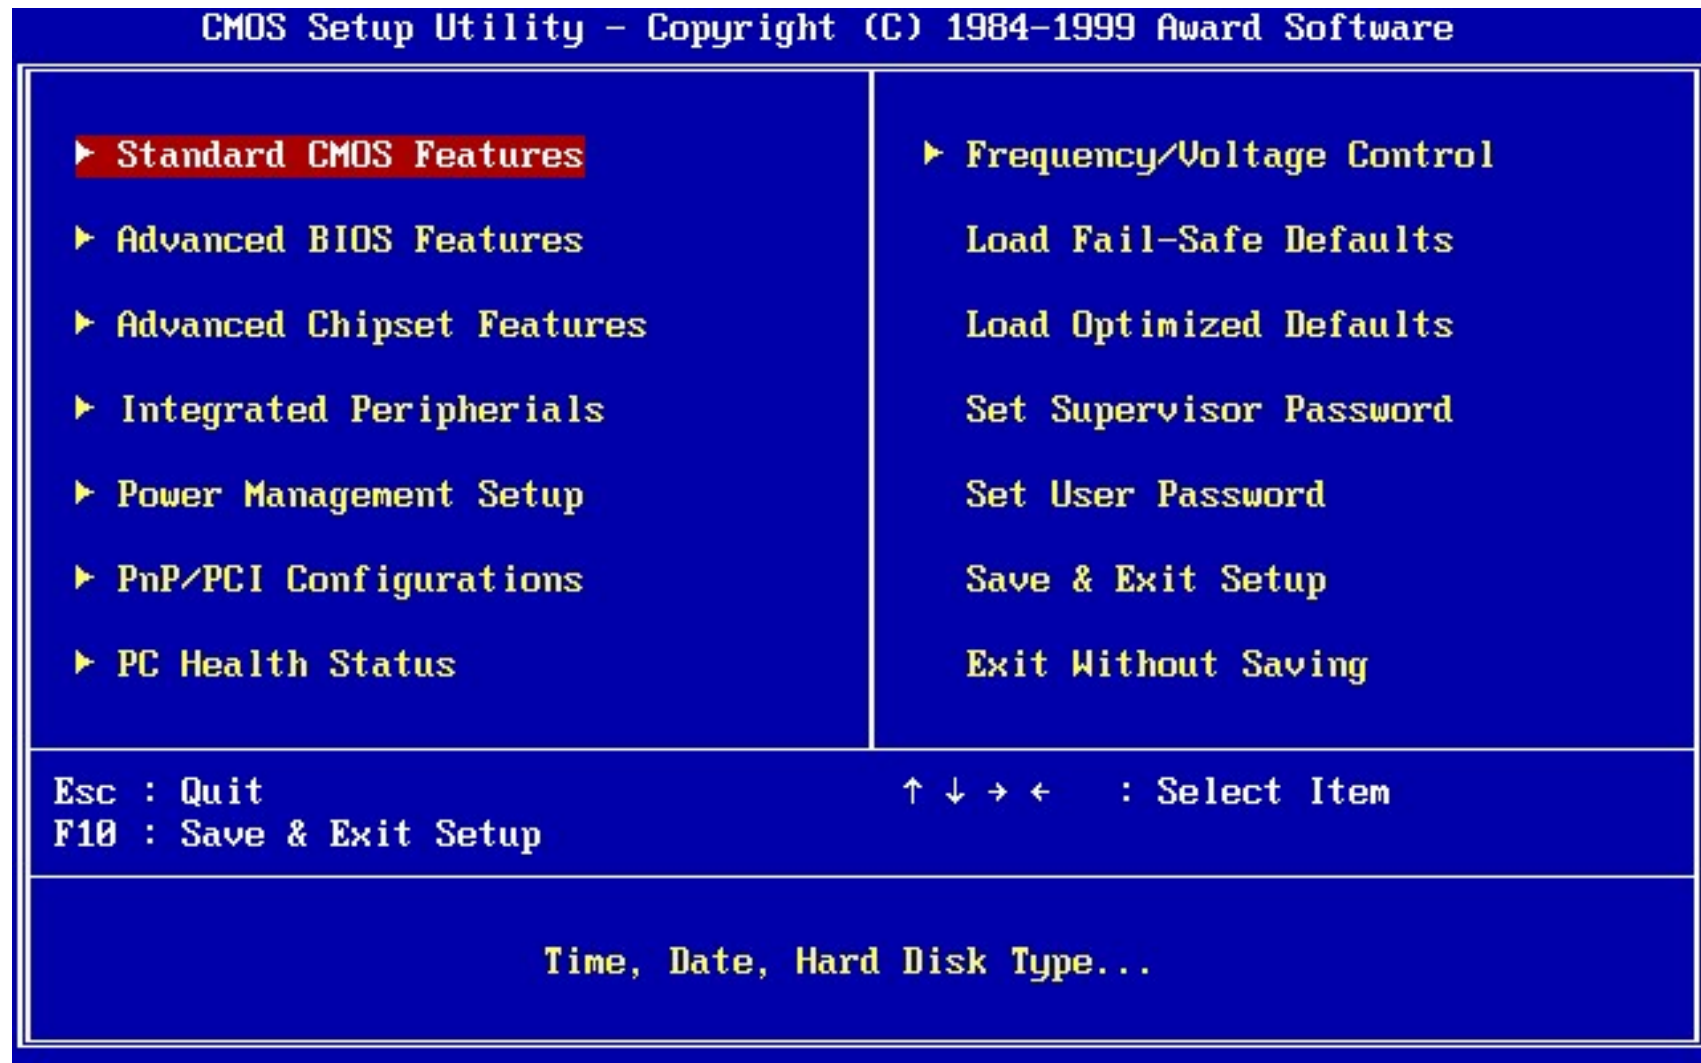 CMOS Setup Utility – Copyright (C) 1984–1999 Award Software
▶ Standard CMOS Features
▶ Advanced BIOS Features
▶ Advanced Chipset Features
▶ Integrated Peripherials
▶ Power Management Setup
▶ PnP/PCI Configurations
▶ PC Health Status
▶ Frequency/Voltage Control
Load Fail–Safe Defaults
Load Optimized Defaults
Set Supervisor Password
Set User Password
Save & Exit Setup
Exit Without Saving
Esc : Quit
F10 : Save & Exit Setup
↑ ↓ → ← : Select Item
Time, Date, Hard Disk Type...